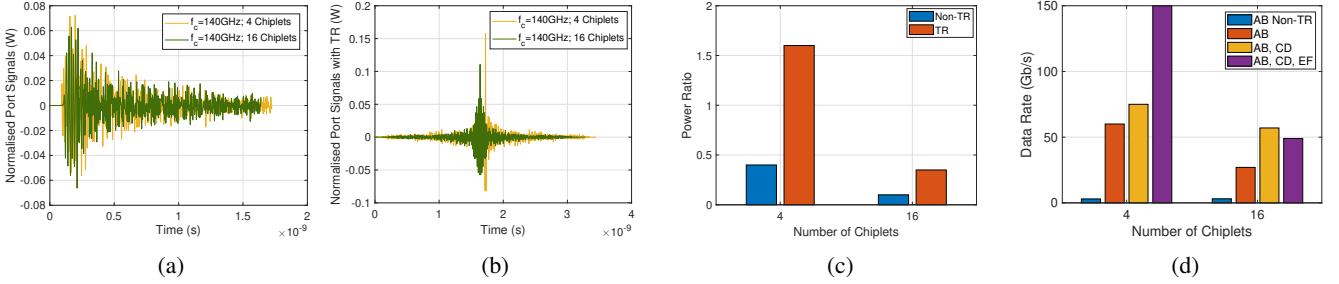 Normalised Port Signals (W)
0.08
0.06
0.04
0.02
0
-0.02
-0.04
-0.06
-0.08
f_c=140GHz; 4 Chiplets
f_c=140GHz; 16 Chiplets
0 0.5 1 1.5 2
Time (s)
×10^-9
(a)
Normalised Port Signals with TR (W)
0.2
0.15
0.1
0.05
0
-0.05
-0.1
f_c=140GHz; 4 Chiplets
f_c=140GHz; 16 Chiplets
0 1 2 3 4
Time (s)
×10^-9
(b)
Power Ratio
2
1.5
1
0.5
0
Non-TR
TR
4 16
Number of Chiplets
(c)
Data Rate (Gb/s)
150
100
50
0
AB Non-TR
AB
AB, CD
AB, CD, EF
4 16
Number of Chiplets
(d)